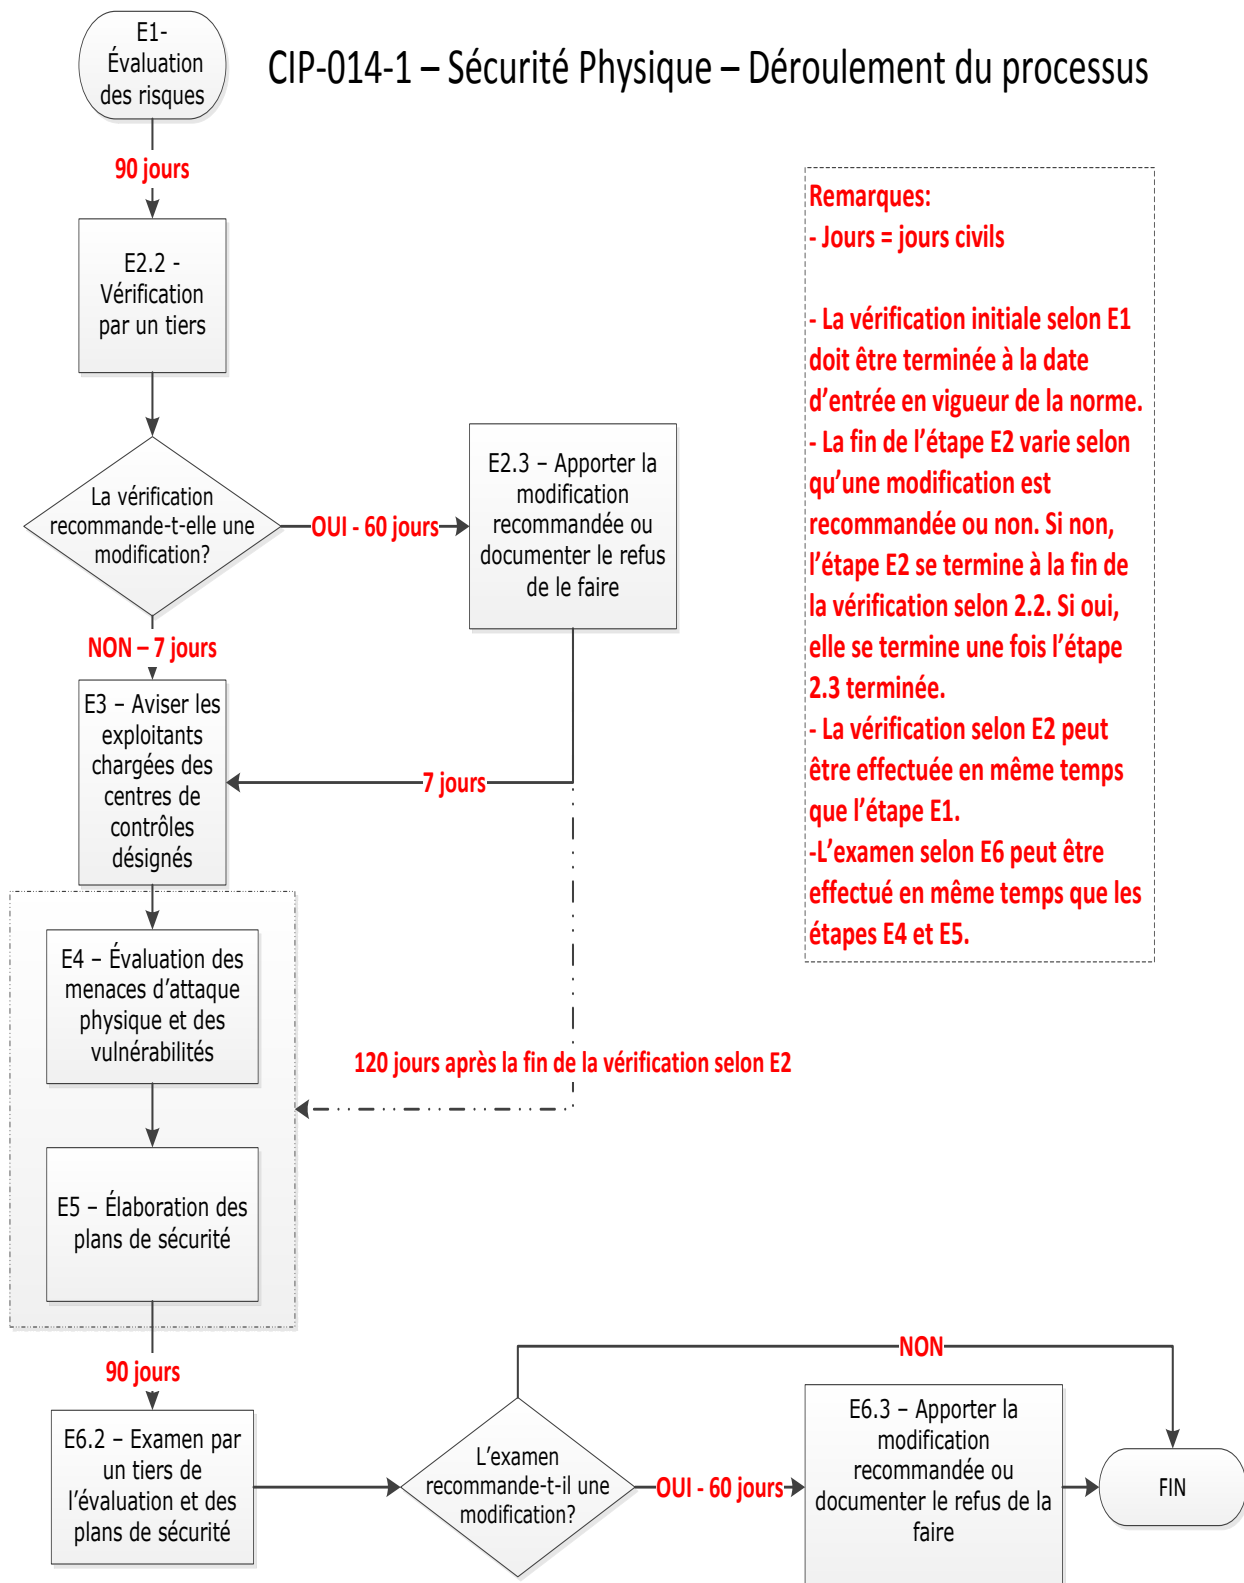 E1-
Évaluation
des risques
CIP-014-1 – Sécurité Physique – Déroulement du processus
90 jours
E2.2 -
Vérification
par un tiers
La vérification
recommande-t-elle une
modification?
OUI - 60 jours
E2.3 – Apporter la
modification
recommandée ou
documenter le refus
de le faire
NON – 7 jours
E3 – Aviser les
exploitants
chargées des
centres de
contrôles
désignés
7 jours
Remarques:
- Jours = jours civils
- La vérification initiale selon E1
doit être terminée à la date
d'entrée en vigueur de la norme.
- La fin de l'étape E2 varie selon
qu'une modification est
recommandée ou non. Si non,
l'étape E2 se termine à la fin de
la vérification selon 2.2. Si oui,
elle se termine une fois l'étape
2.3 terminée.
- La vérification selon E2 peut
être effectuée en même temps
que l'étape E1.
-L'examen selon E6 peut être
effectué en même temps que les
étapes E4 et E5.
E4 – Évaluation des
menaces d'attaque
physique et des
vulnérabilités
120 jours après la fin de la vérification selon E2
E5 – Élaboration des
plans de sécurité
90 jours
E6.2 – Examen par
un tiers de
l'évaluation et des
plans de sécurité
L'examen
recommande-t-il une
modification?
NON
OUI - 60 jours
E6.3 – Apporter la
modification
recommandée ou
documenter le refus de la
faire
FIN